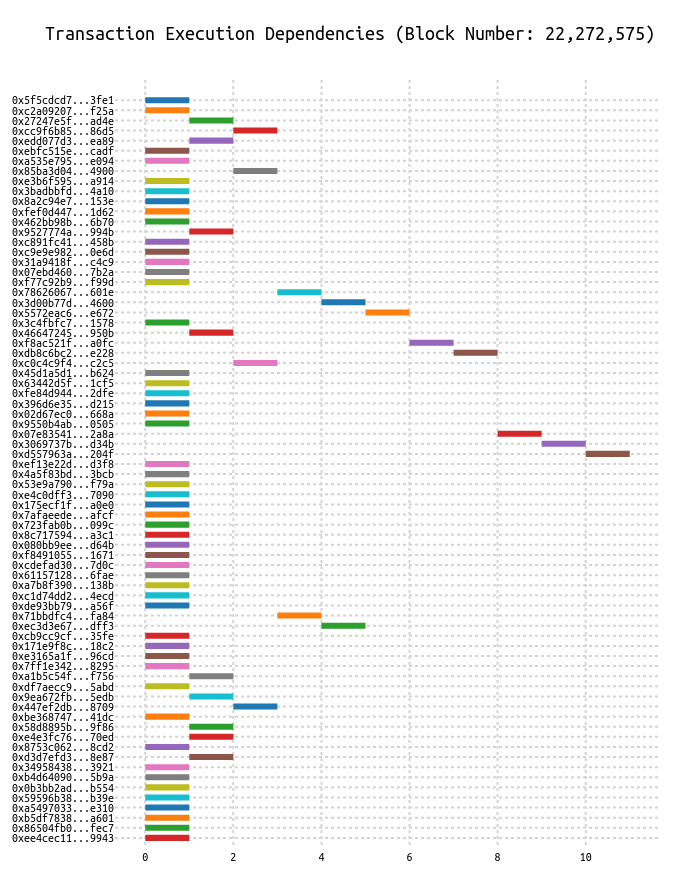 Transaction Execution Dependencies (Block Number: 22,272,575)
0x5f5cdcd7...3fe1
0xc2a09207...f25a
0x27247e5f...ad4e
0xcc9f6b85...86d5
0xedd077d3...ea89
0xebfc515e...cadf
0xa535e795...e094
0x85ba3d04...4900
0xe3b6f595...a914
0x3badbbfd...4a10
0x8a2c94e7...153e
0xfef0d447...1d62
0x462bb98b...6b70
0x9527774a...994b
0xc891fc41...458b
0xc9e9e982...0e6d
0x31a9418f...c4c9
0x07ebd460...7b2a
0xf77c92b9...f99d
0x78626067...601e
0x3d00b77d...4600
0x5572eac6...e672
0x3c4fbfc7...1578
0x46647245...950b
0xf8ac521f...a0fc
0xdb8c6bc2...e228
0xc0c4c9f4...c2c5
0x45d1a5d1...b624
0x63442d5f...1cf5
0xfe84d944...2dfe
0x396d6e35...d215
0x02d67ec0...668a
0x9550b4ab...0505
0x07e83541...2a8a
0x3069737b...d34b
0xd557963a...204f
0xef13e22d...d3f8
0x4a5f83bd...3bcb
0x53e9a790...f79a
0xe4c0dff3...7090
0x175ecf1f...a0e0
0x7afaeede...afcf
0x723fab0b...099c
0x8c717594...a3c1
0x080bb9ee...d64b
0xf8491055...1671
0xcdefad30...7d0c
0x61157128...6fae
0xa7b8f390...138b
0xc1d74dd2...4ecd
0xde93bb79...a56f
0x71bbdfc4...fa84
0xec3d3e67...dff3
0xcb9cc9cf...35fe
0x171e9f8c...18c2
0xe3165a1f...96cd
0x7ff1e342...8295
0xa1b5c54f...f756
0xdf7aecc9...5abd
0x9ea672fb...5edb
0x447ef2db...8709
0xbe368747...41dc
0x58d8895b...9f86
0xe4e3fc76...70ed
0x8753c062...8cd2
0xd3d7efd3...8e87
0x34958438...3921
0xb4d64090...5b9a
0x0b3bb2ad...b554
0x59596b38...b39e
0xa5497033...e310
0xb5df7838...a601
0x86504fb0...fec7
0xee4cec11...9943
0 2 4 6 8 10